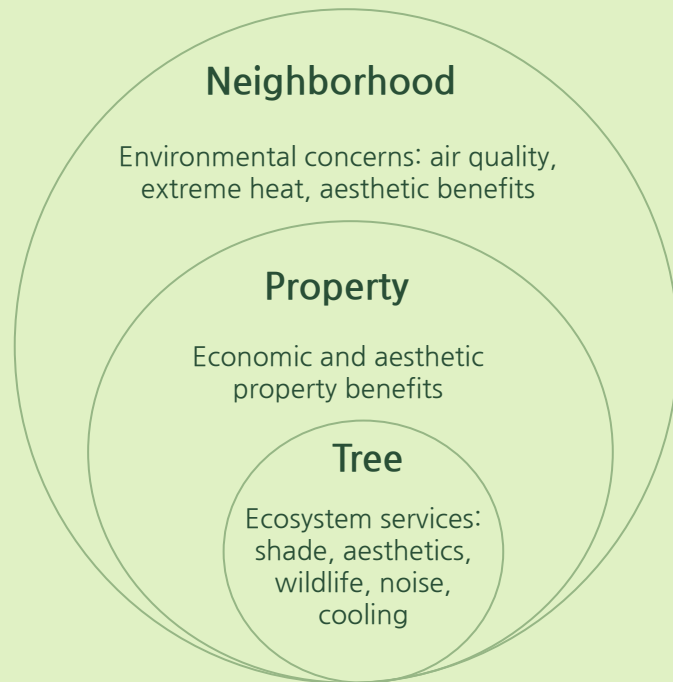 Neighborhood
Environmental concerns: air quality,
extreme heat, aesthetic benefits
Property
Economic and aesthetic
property benefits
Tree
Ecosystem services:
shade, aesthetics,
wildlife, noise,
cooling